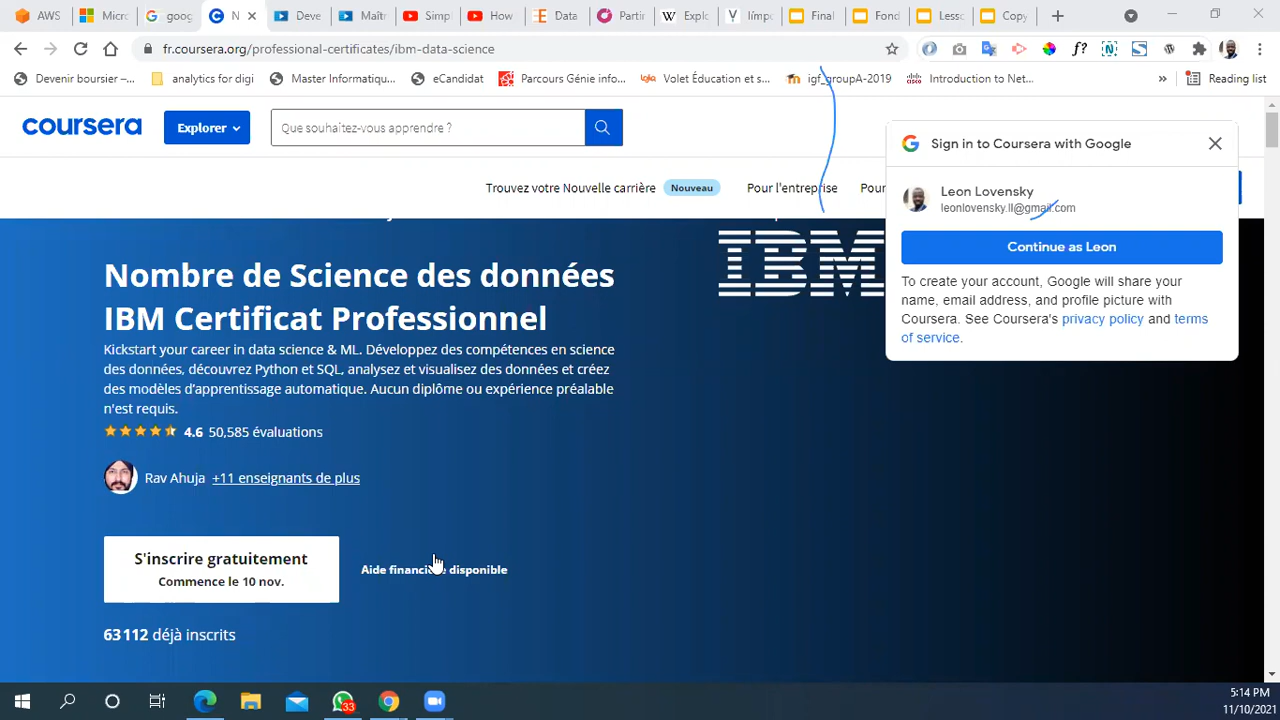 AWS
Micro
goog
N
Deve
Maîtr
Simp
How
Data
Partir
Explo
Fimpo
Final
Fond
Lesso
Copy
fr.coursera.org/professional-certificates/ibm-data-science
Devenir boursier –...
analytics for digi
Master Informatiqu...
eCandidat
Parcours Génie info...
Volet Éducation et s...
igf_groupA-2019
Introduction to Net...
»
Reading list
coursera
Explorer
Que souhaitez-vous apprendre ?
Trouvez votre Nouvelle carrière
Nouveau
Pour l'entreprise
Pour
Sign in to Coursera with Google
Leon Lovensky
leonlovensky.ll@gmail.com
Continue as Leon
To create your account, Google will share your
name, email address, and profile picture with
Coursera. See Coursera's privacy policy and terms
of service.
IBM
Nombre de Science des données
IBM Certificat Professionnel
Kickstart your career in data science & ML. Développez des compétences en science
des données, découvrez Python et SQL, analysez et visualisez des données et créez
des modèles d'apprentissage automatique. Aucun diplôme ou expérience préalable
n'est requis.
4.6 50,585 évaluations
Rav Ahuja +11 enseignants de plus
S'inscrire gratuitement
Commence le 10 nov.
Aide financière disponible
63 112 déjà inscrits
33
5:14 PM
11/10/2021